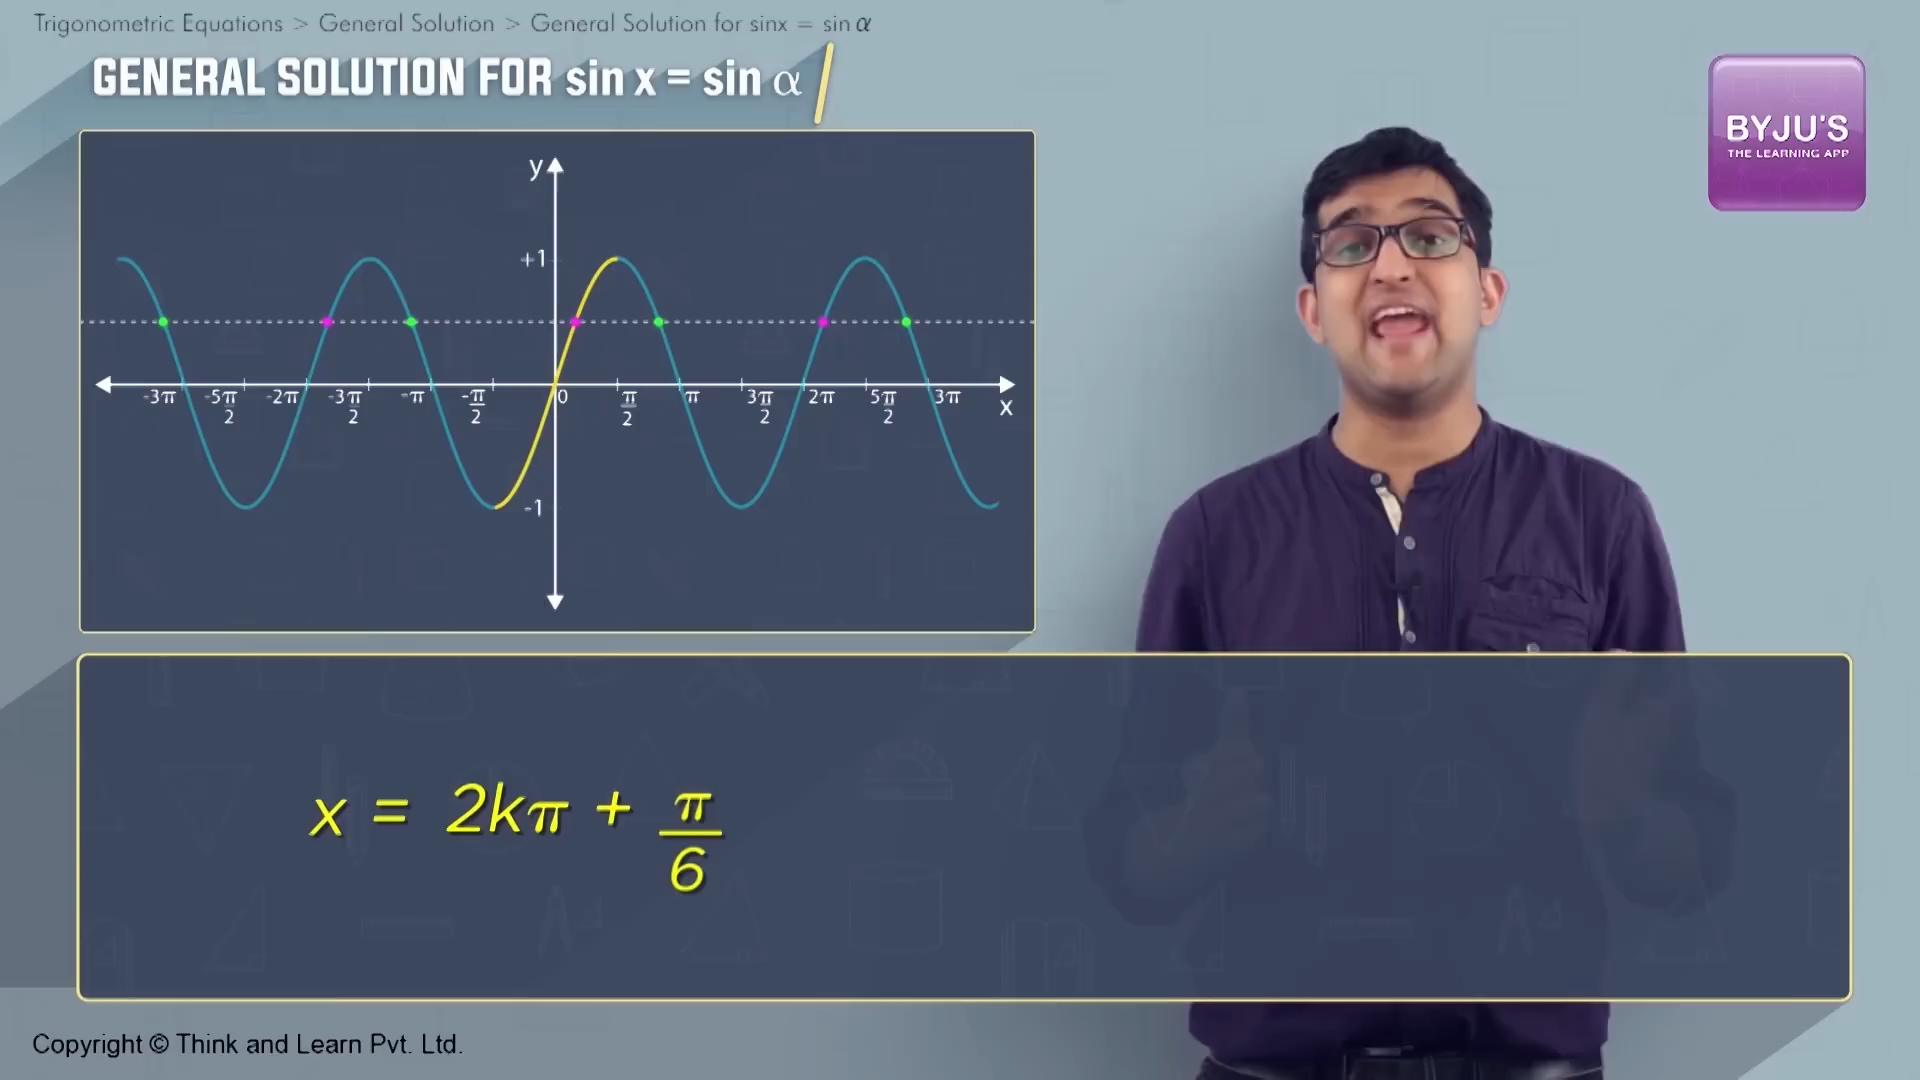 Trigonometric Equations > General Solution > General Solution for sinx = sin α
GENERAL SOLUTION FOR sin x = sin α
BYJU'S
THE LEARNING APP
y
+1
-3π -5π/2 -2π -3π/2 -π -π/2 0 π/2 π 3π/2 2π 5π/2 3π
x
-1
x = 2kπ + π/6
Copyright © Think and Learn Pvt. Ltd.